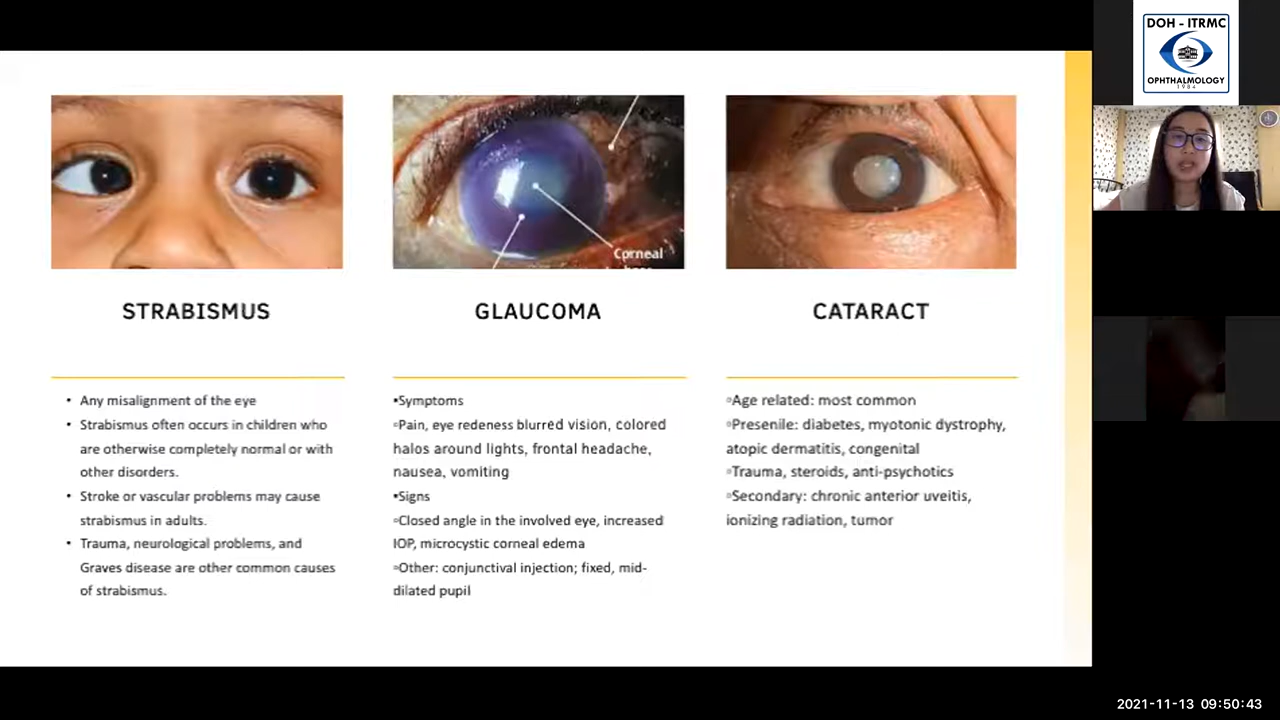 DOH - ITRMC
OPHTHALMOLOGY
1984
Corneal
STRABISMUS
• Any misalignment of the eye
• Strabismus often occurs in children who
are otherwise completely normal or with
other disorders.
• Stroke or vascular problems may cause
strabismus in adults.
• Trauma, neurological problems, and
Graves disease are other common causes
of strabismus.
GLAUCOMA
•Symptoms
▫Pain, eye redeness blurred vision, colored
halos around lights, frontal headache,
nausea, vomiting
•Signs
▫Closed angle in the involved eye, increased
IOP, microcystic corneal edema
▫Other: conjunctival injection; fixed, mid-
dilated pupil
CATARACT
▫Age related: most common
▫Presenile: diabetes, myotonic dystrophy,
atopic dermatitis, congenital
▫Trauma, steroids, anti-psychotics
▫Secondary: chronic anterior uveitis,
ionizing radiation, tumor
2021-11-13 09:50:43